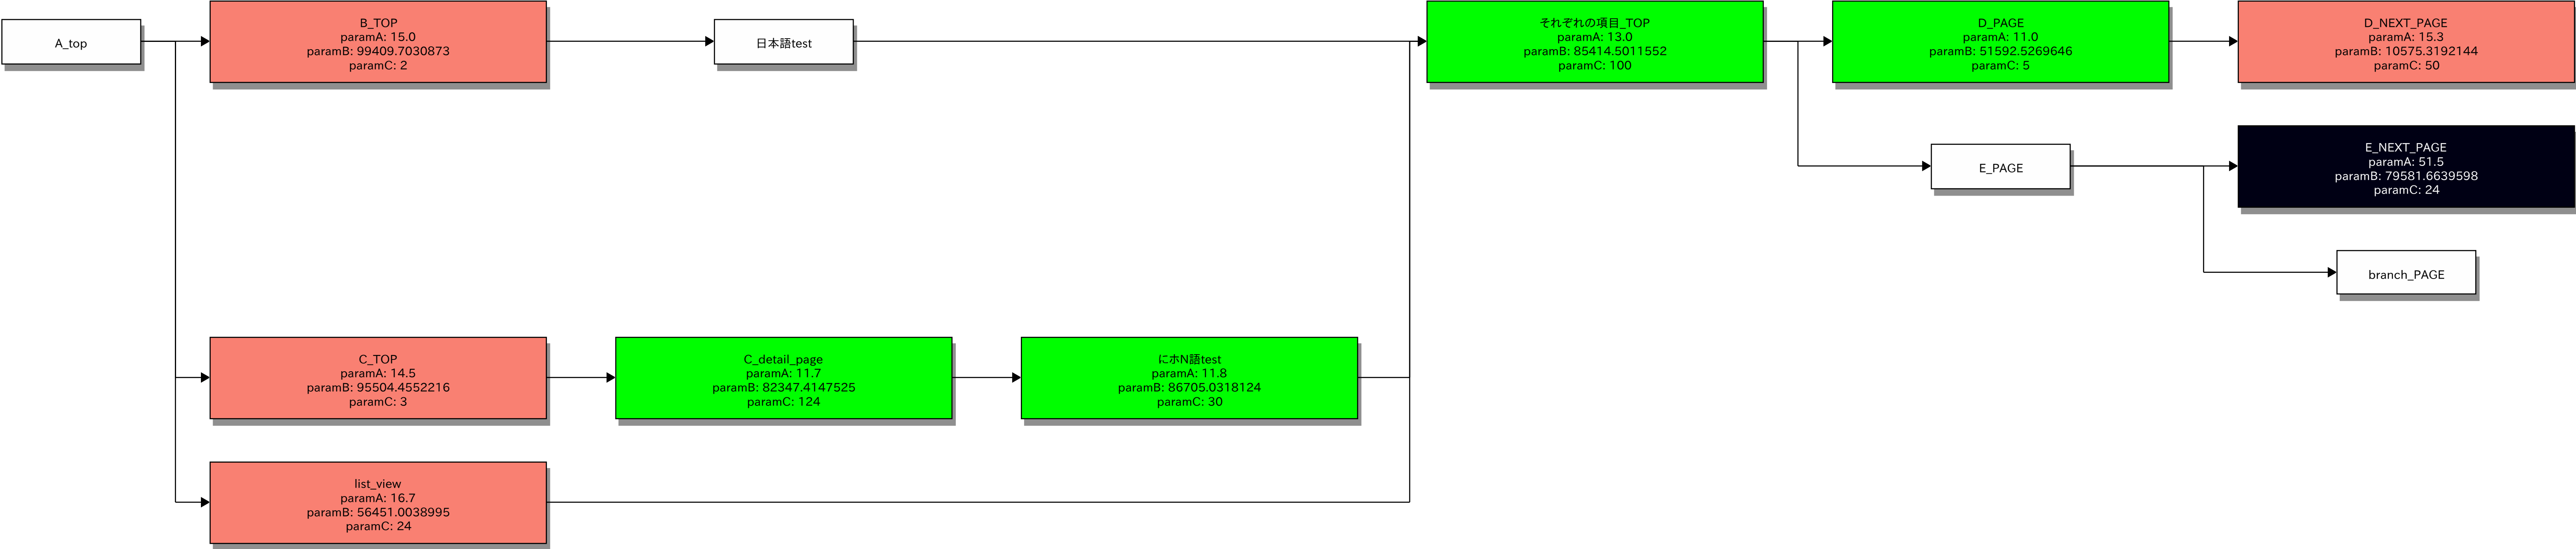 A_top
B_TOP
paramA: 15.0
paramB: 99409.7030873
paramC: 2
日本語test
それぞれの項目_TOP
paramA: 13.0
paramB: 85414.5011552
paramC: 100
D_PAGE
paramA: 11.0
paramB: 51592.5269646
paramC: 5
D_NEXT_PAGE
paramA: 15.3
paramB: 10575.3192144
paramC: 50
E_PAGE
E_NEXT_PAGE
paramA: 51.5
paramB: 79581.6639598
paramC: 24
branch_PAGE
C_TOP
paramA: 14.5
paramB: 95504.4552216
paramC: 3
C_detail_page
paramA: 11.7
paramB: 82347.4147525
paramC: 124
にホN語test
paramA: 11.8
paramB: 86705.0318124
paramC: 30
list_view
paramA: 16.7
paramB: 56451.0038995
paramC: 24